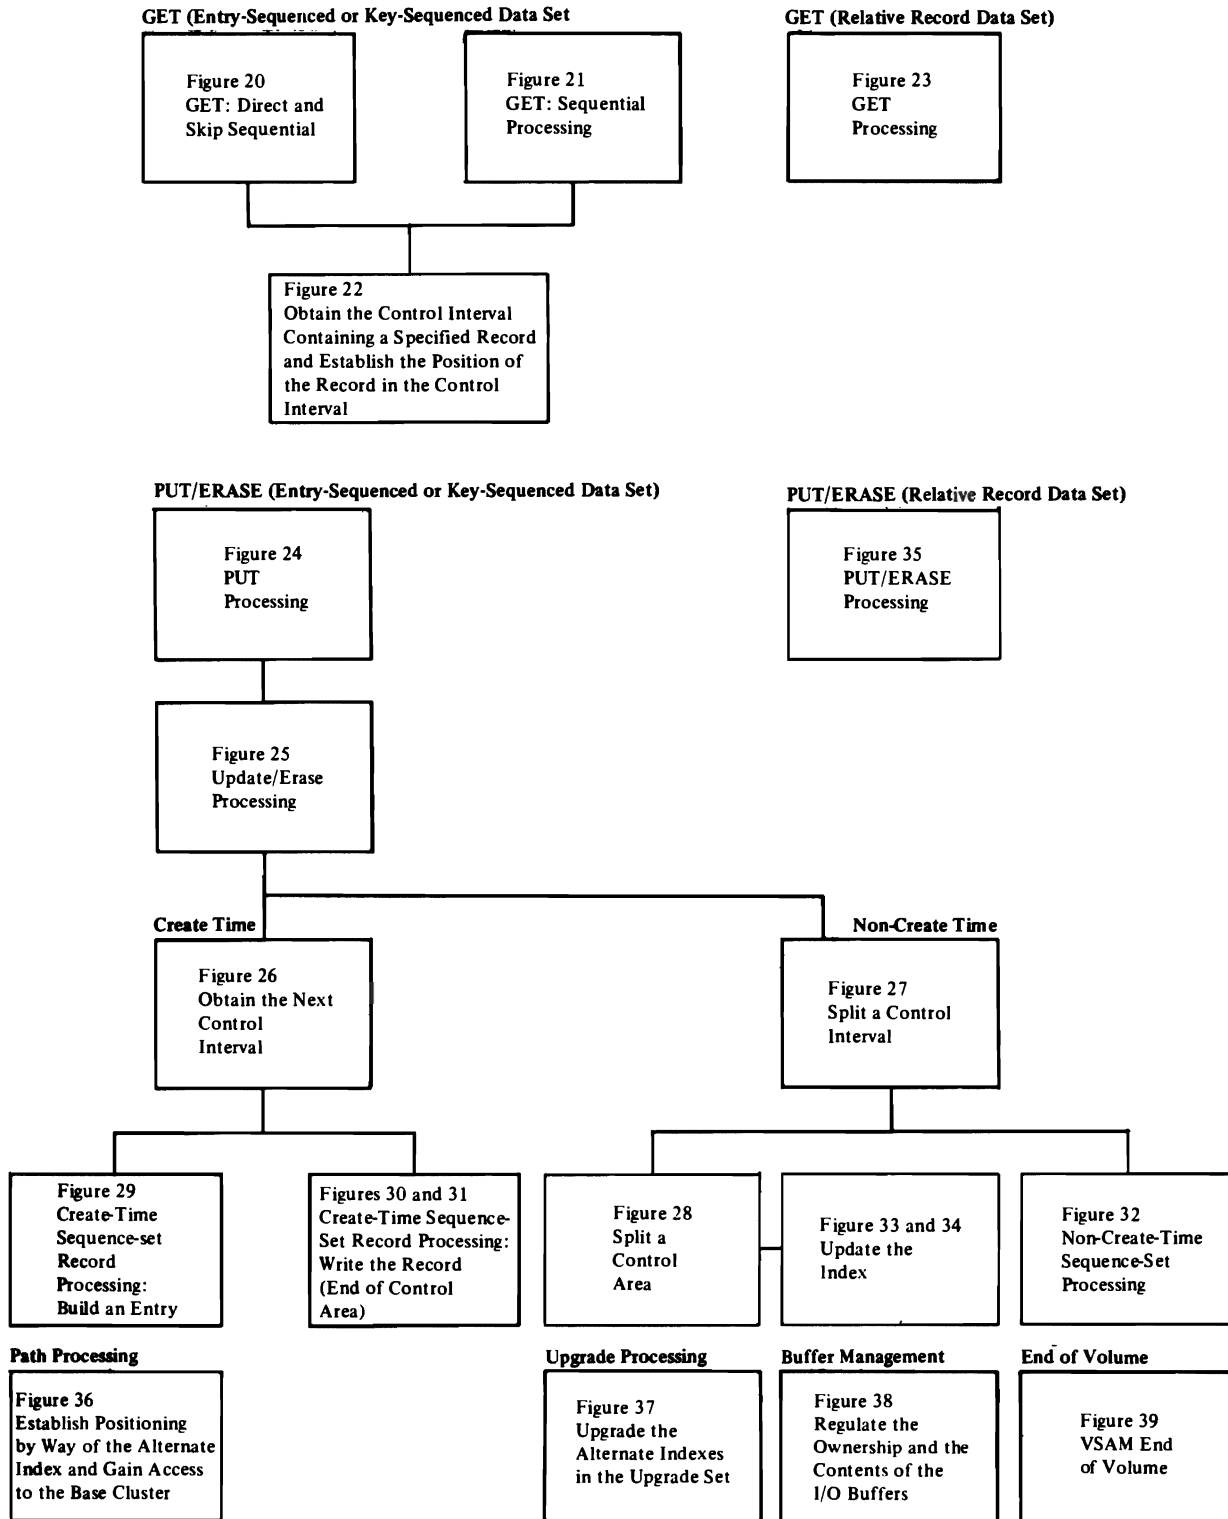 GET (Entry-Sequenced or Key-Sequenced Data Set
GET (Relative Record Data Set)
Figure 20
GET: Direct and
Skip Sequential
Figure 21
GET: Sequential
Processing
Figure 23
GET
Processing
Figure 22
Obtain the Control Interval
Containing a Specified Record
and Establish the Position of
the Record in the Control
Interval
PUT/ERASE (Entry-Sequenced or Key-Sequenced Data Set)
PUT/ERASE (Relative Record Data Set)
Figure 24
PUT
Processing
Figure 35
PUT/ERASE
Processing
Figure 25
Update/Erase
Processing
Create Time
Non-Create Time
Figure 26
Obtain the Next
Control
Interval
Figure 27
Split a Control
Interval
Figure 29
Create-Time
Sequence-set
Record
Processing:
Build an Entry
Figures 30 and 31
Create-Time Sequence-
Set Record Processing:
Write the Record
(End of Control
Area)
Figure 28
Split a
Control
Area
Figure 33 and 34
Update the
Index
Figure 32
Non-Create-Time
Sequence-Set
Processing
Path Processing
Upgrade Processing
Buffer Management
End of Volume
Figure 36
Establish Positioning
by Way of the Alternate
Index and Gain Access
to the Base Cluster
Figure 37
Upgrade the
Alternate Indexes
in the Upgrade Set
Figure 38
Regulate the
Ownership and the
Contents of the
I/O Buffers
Figure 39
VSAM End
of Volume